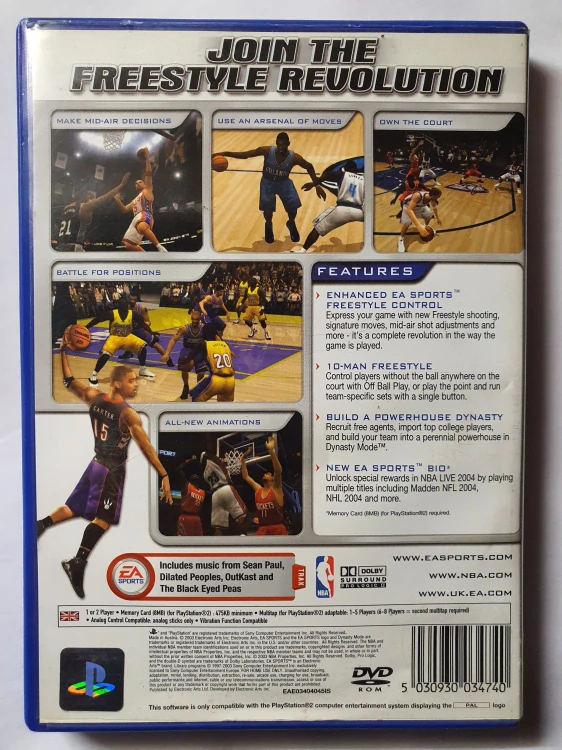 JOIN THE
FREESTYLE REVOLUTION
MAKE MID-AIR DECISIONS
USE AN ARSENAL OF MOVES
OWN THE COURT
21
4
BATTLE FOR POSITIONS
20
CARTER
15
ALL-NEW ANIMATIONS
FEATURES
ENHANCED EA SPORTS™
FREESTYLE CONTROL
Express your game with new Freestyle shooting,
signature moves, mid-air shot adjustments and
more - it's a complete revolution in the way the
game is played.
10-MAN FREESTYLE
Control players without the ball anywhere on the
court with Off Ball Play, or play the point and run
team-specific sets with a single button.
BUILD A POWERHOUSE DYNASTY
Recruit free agents, import top college players,
and build your team into a perennial powerhouse in
Dynasty Mode™.
NEW EA SPORTS™ BIO*
Unlock special rewards in NBA LIVE 2004 by playing
multiple titles including Madden NFL 2004,
NHL 2004 and more.
*Memory Card (8MB) (for PlayStation®2) required.
EA
SPORTS
Includes music from Sean Paul,
Dilated Peoples, OutKast and
The Black Eyed Peas
TRAX
NBA
DOLBY
SURROUND
PRO LOGIC II
WWW.EASPORTS.COM
WWW.NBA.COM
WWW.UK.EA.COM
1 or 2 Player • Memory Card (8MB) (for PlayStation®2): 475KB minimum • Multitap (for PlayStation®2) adaptable: 1-5 Players (6-8 Players = second multitap required)
• Analog Control Compatible: analog sticks only • Vibration Function Compatible
EAE03404045IS
DVD
ROM
5 030930 034740
This software is only compatible with the PlayStation®2 computer entertainment system displaying the PAL logo